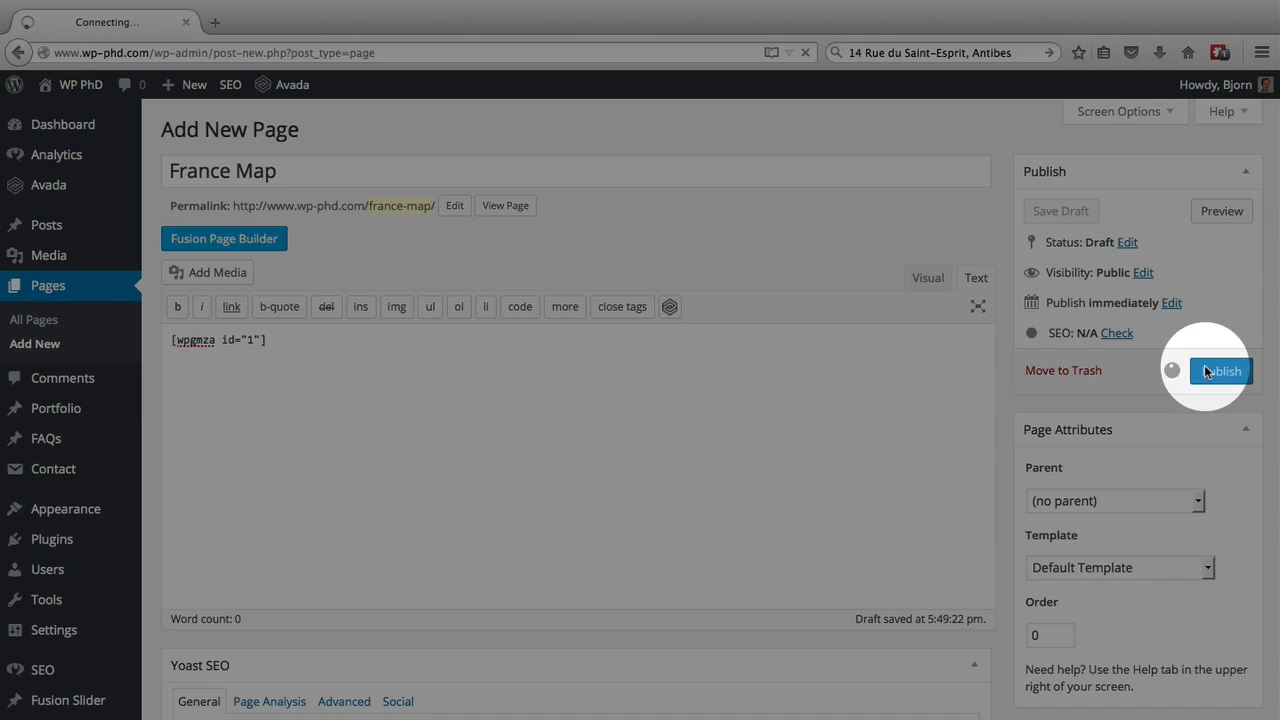 Connecting...
www.wp-phd.com/wp-admin/post-new.php?post_type=page
14 Rue du Saint-Esprit, Antibes
1
WP PhD
0
New
SEO
Avada
Howdy, Bjorn
Dashboard
Analytics
Avada
Posts
Media
Pages
All Pages
Add New
Comments
Portfolio
FAQs
Contact
Appearance
Plugins
Users
Tools
Settings
SEO
Fusion Slider
Screen Options
Help
Add New Page
France Map
Permalink: http://www.wp-phd.com/france-map/
Edit
View Page
Fusion Page Builder
Add Media
Visual
Text
b
i
link
b-quote
del
ins
img
ul
ol
li
code
more
close tags
[wpgmza id="1"]
Word count: 0
Draft saved at 5:49:22 pm.
Yoast SEO
General
Page Analysis
Advanced
Social
Publish
Save Draft
Preview
Status: Draft Edit
Visibility: Public Edit
Publish immediately Edit
SEO: N/A Check
Move to Trash
Publish
Page Attributes
Parent
(no parent)
Template
Default Template
Order
0
Need help? Use the Help tab in the upper
right of your screen.